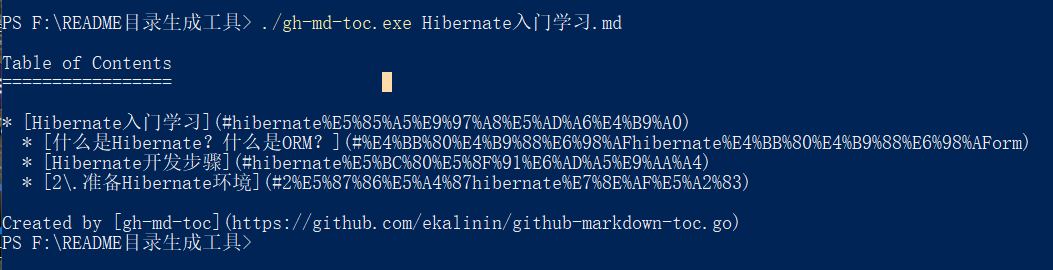 PS F:\README目录生成工具> ./gh-md-toc.exe Hibernate入门学习.md
Table of Contents
=================
* [Hibernate入门学习](#hibernate%E5%85%A5%E9%97%A8%E5%AD%A6%E4%B9%A0)
  * [什么是Hibernate？什么是ORM？](#%E4%BB%80%E4%B9%88%E6%98%AFhibernate%E4%BB%80%E4%B9%88%E6%98%AForm)
  * [Hibernate开发步骤](#hibernate%E5%BC%80%E5%8F%91%E6%AD%A5%E9%AA%A4)
  * [2\.准备Hibernate环境](#2%E5%87%86%E5%A4%87hibernate%E7%8E%AF%E5%A2%83)
Created by [gh-md-toc](https://github.com/ekalinin/github-markdown-toc.go)
PS F:\README目录生成工具>